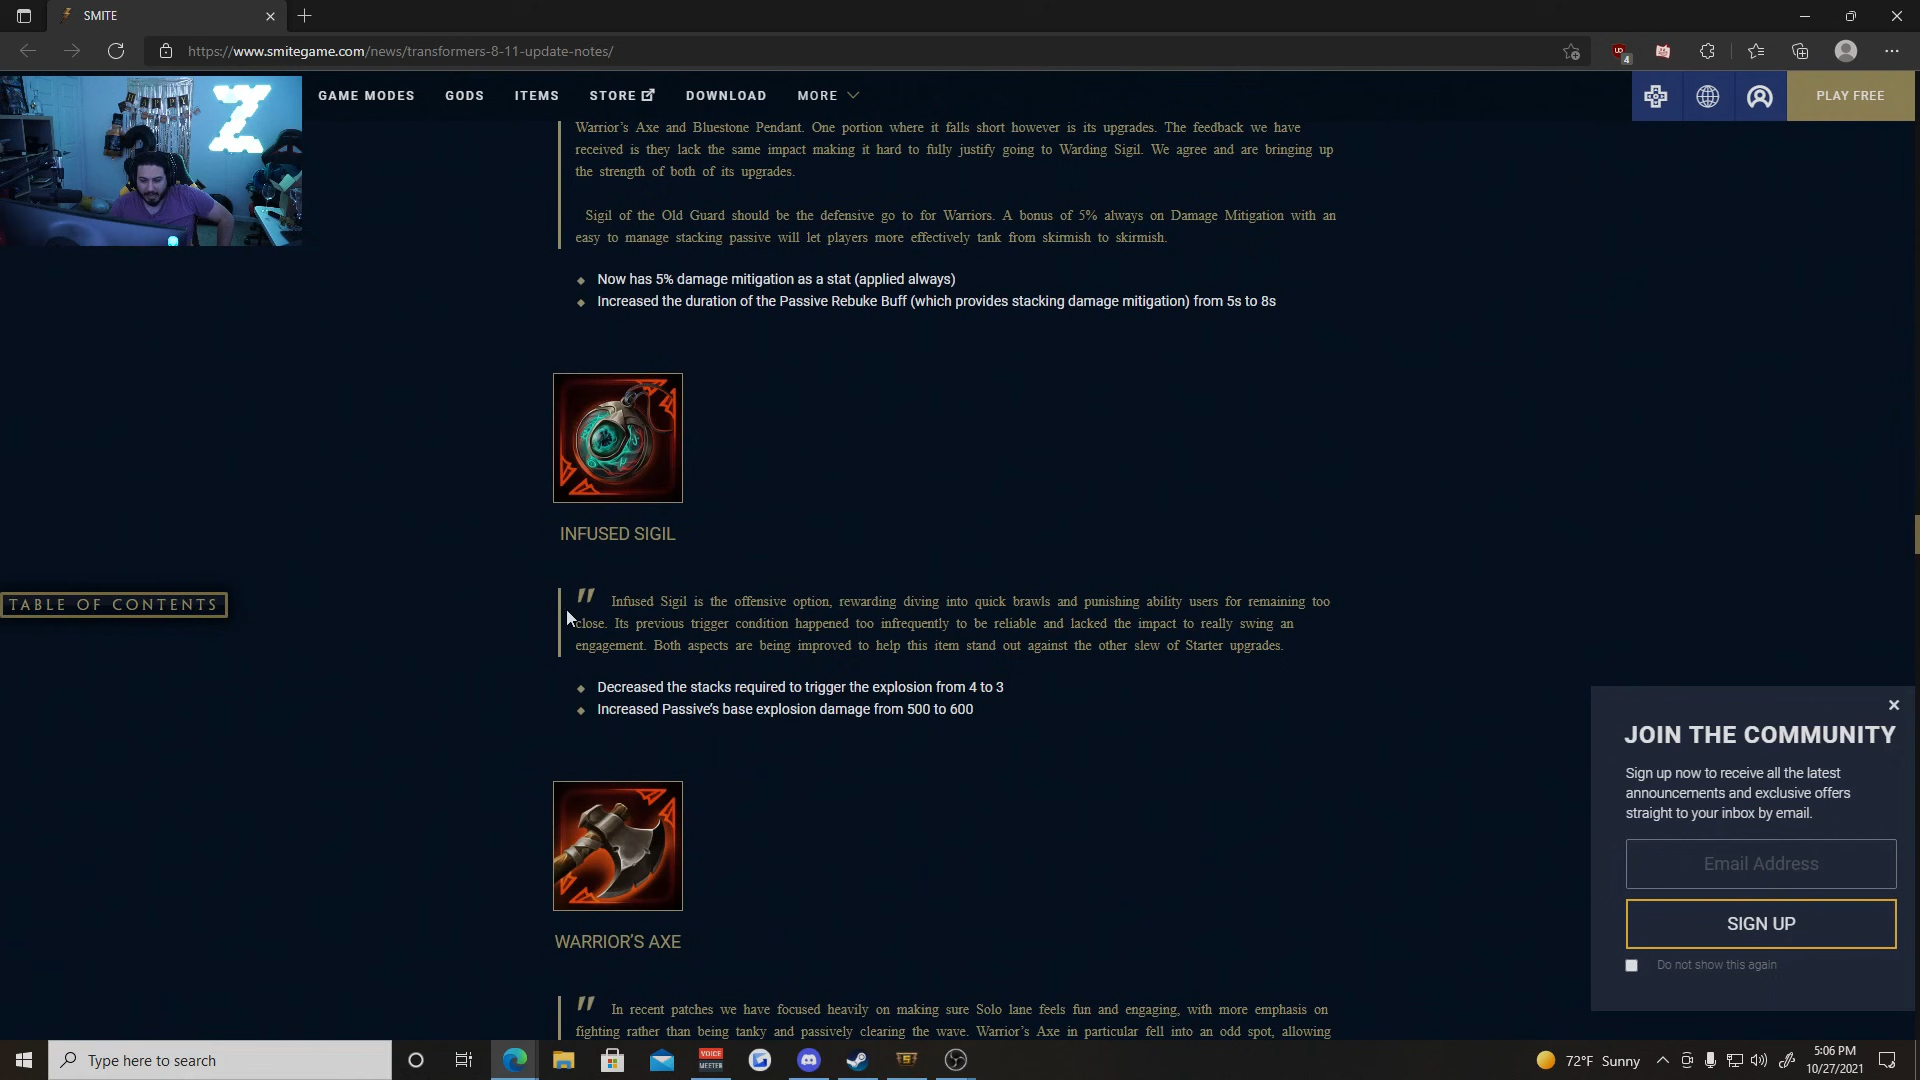 SMITE
https://www.smitegame.com/news/transformers-8-11-update-notes/
4
GAME MODES
GODS
ITEMS
STORE
DOWNLOAD
MORE
PLAY FREE
Warrior's Axe and Bluestone Pendant. One portion where it falls short however is its upgrades. The feedback we have
received is they lack the same impact making it hard to fully justify going to Warding Sigil. We agree and are bringing up
the strength of both of its upgrades.
Sigil of the Old Guard should be the defensive go to for Warriors. A bonus of 5% always on Damage Mitigation with an
easy to manage stacking passive will let players more effectively tank from skirmish to skirmish.
Now has 5% damage mitigation as a stat (applied always)
Increased the duration of the Passive Rebuke Buff (which provides stacking damage mitigation) from 5s to 8s
INFUSED SIGIL
TABLE OF CONTENTS
" Infused Sigil is the offensive option, rewarding diving into quick brawls and punishing ability users for remaining too
close. Its previous trigger condition happened too infrequently to be reliable and lacked the impact to really swing an
engagement. Both aspects are being improved to help this item stand out against the other slew of Starter upgrades.
Decreased the stacks required to trigger the explosion from 4 to 3
Increased Passive's base explosion damage from 500 to 600
WARRIOR'S AXE
" In recent patches we have focused heavily on making sure Solo lane feels fun and engaging, with more emphasis on
fighting rather than being tanky and passively clearing the wave. Warrior's Axe in particular fell into an odd spot, allowing
JOIN THE COMMUNITY
Sign up now to receive all the latest
announcements and exclusive offers
straight to your inbox by email.
Email Address
SIGN UP
Do not show this again
Type here to search
VOICE
MEETER
72°F Sunny
5:06 PM
10/27/2021